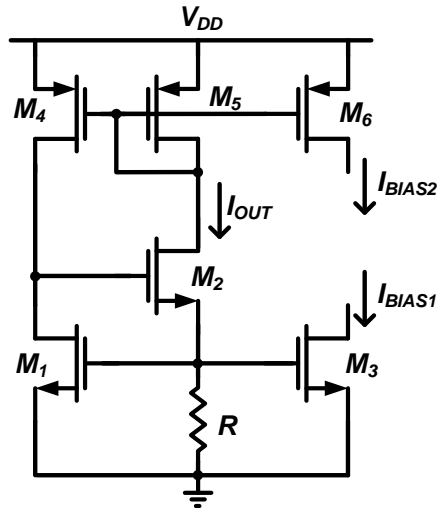 V_DD
M_4
M_5
M_6
I_BIAS2
I_OUT
M_2
I_BIAS1
M_1
M_3
R